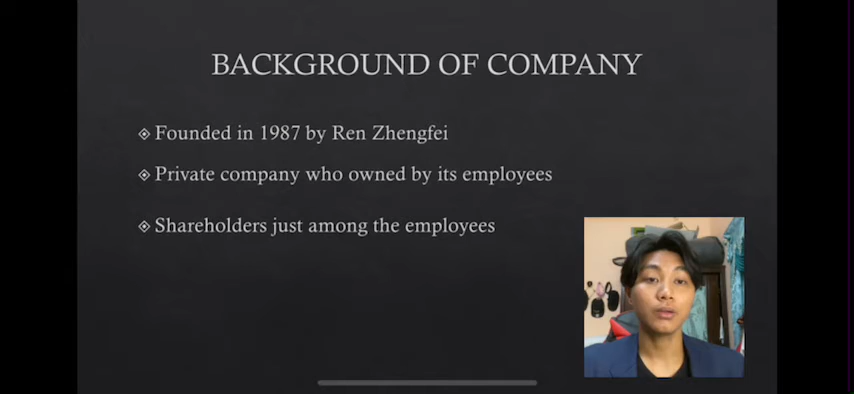 BACKGROUND OF COMPANY
Founded in 1987 by Ren Zhengfei
Private company who owned by its employees
Shareholders just among the employees